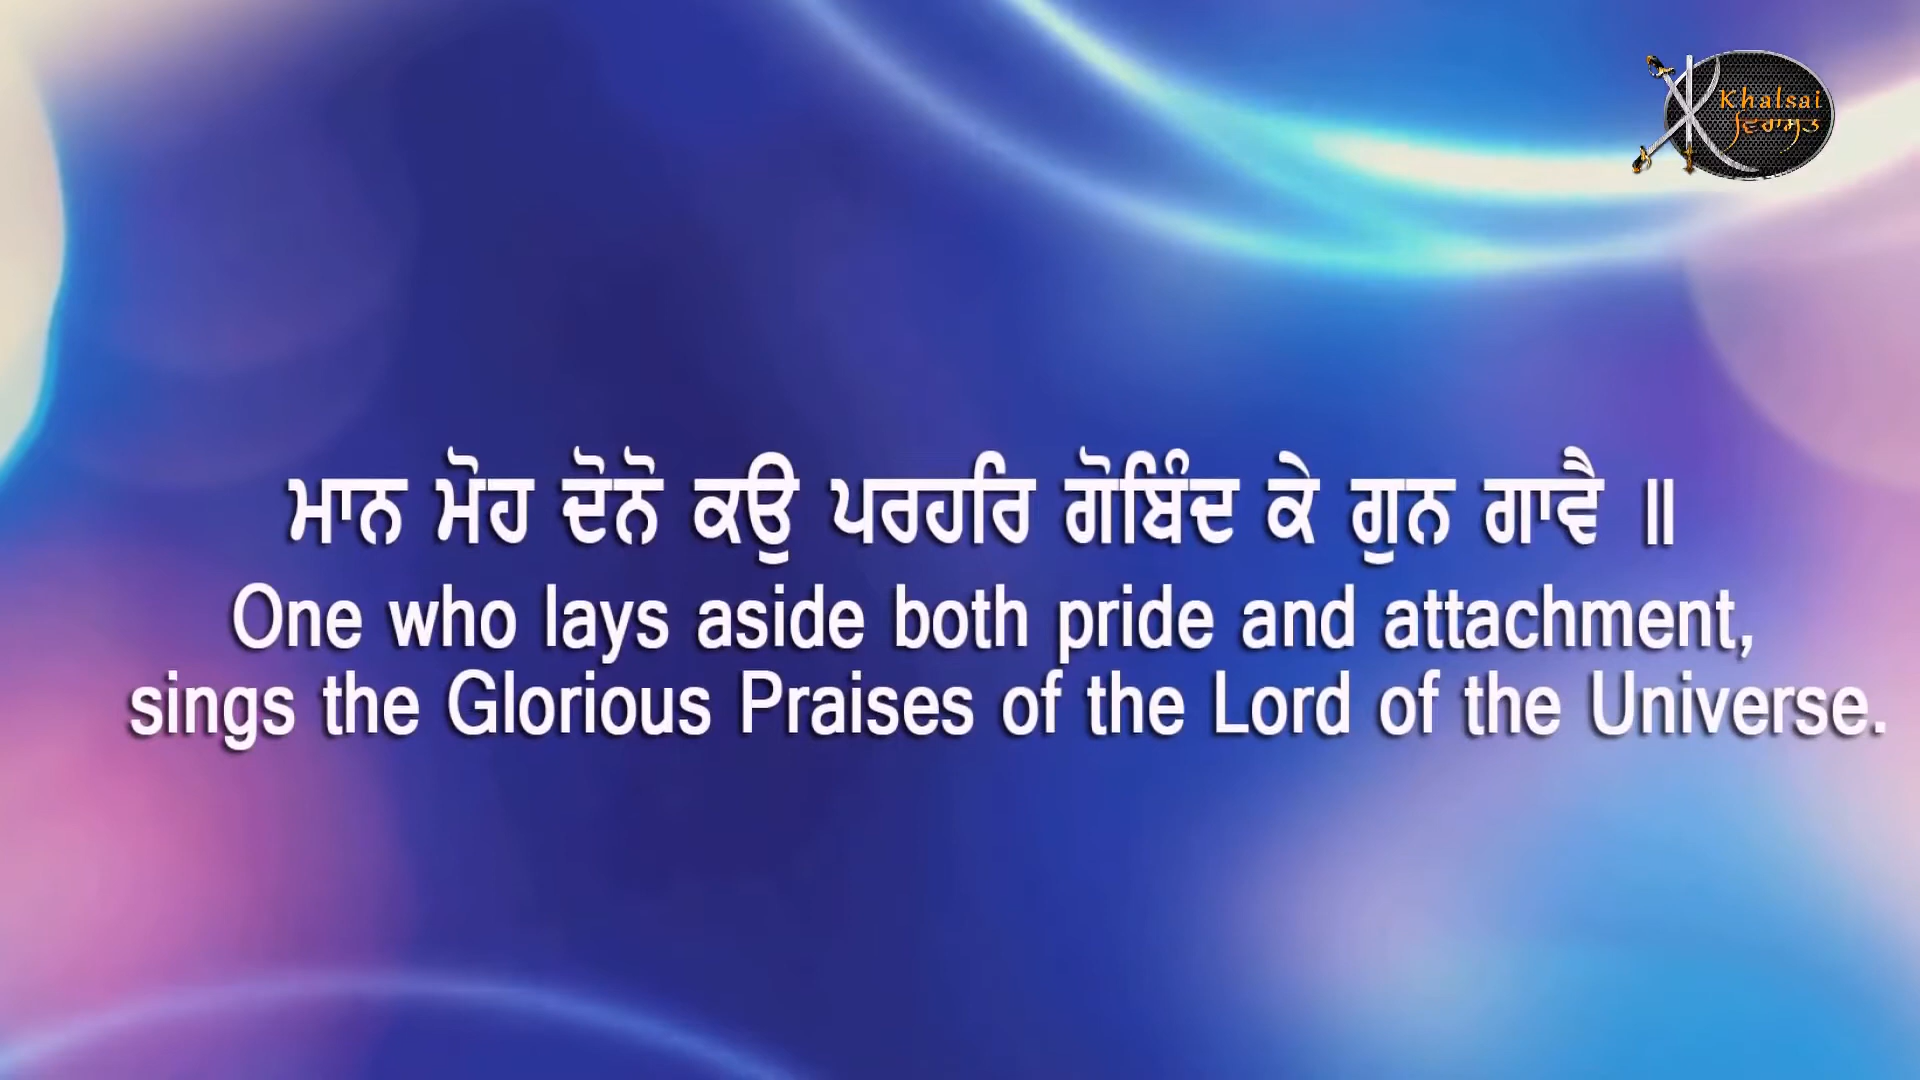 Khalsai
ਵਿਰਾਸਤ
ਮਾਨ ਮੋਹ ਦੋਨੋ ਕਉ ਪਰਹਰਿ ਗੋਬਿੰਦ ਕੇ ਗੁਨ ਗਾਵੈ ॥
One who lays aside both pride and attachment,
sings the Glorious Praises of the Lord of the Universe.